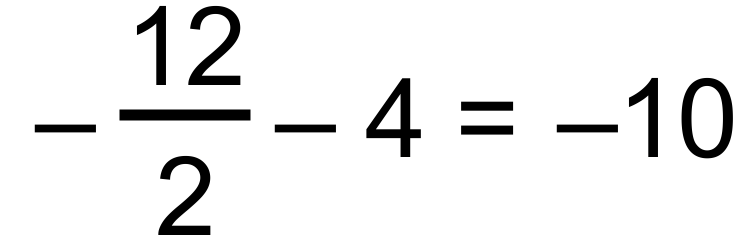 –12/2 – 4 = –10